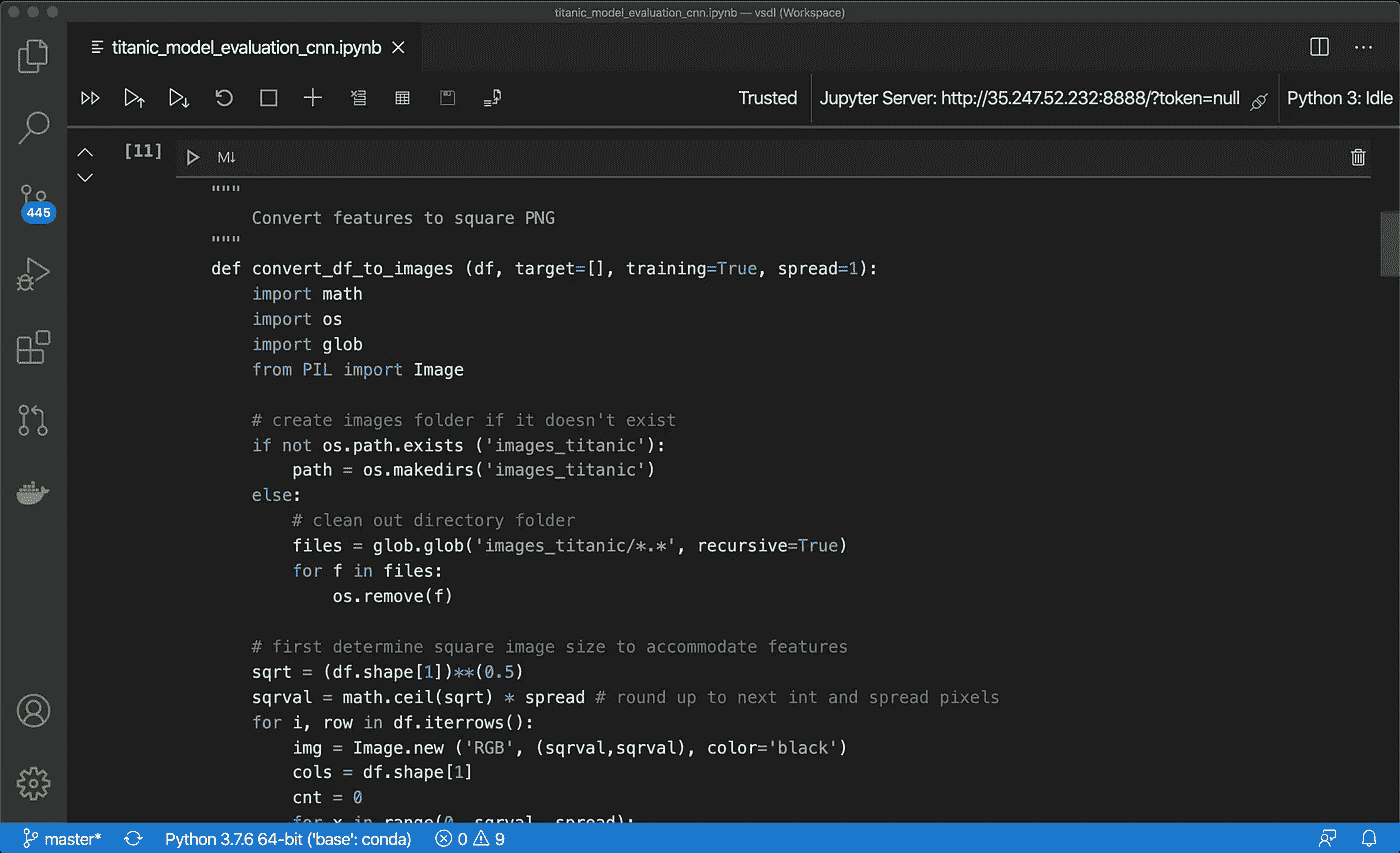 titanic_model_evaluation_cnn.ipynb — vsdl (Workspace)
titanic_model_evaluation_cnn.ipynb
Trusted
Jupyter Server: http://35.247.52.232:8888/?token=null
Python 3: Idle
445
[11]
M↓
"""
    Convert features to square PNG
"""
def convert_df_to_images (df, target=[], training=True, spread=1):
    import math
    import os
    import glob
    from PIL import Image

    # create images folder if it doesn't exist
    if not os.path.exists ('images_titanic'):
        path = os.makedirs('images_titanic')
    else:
        # clean out directory folder
        files = glob.glob('images_titanic/*.*', recursive=True)
        for f in files:
            os.remove(f)

    # first determine square image size to accommodate features
    sqrt = (df.shape[1])**(0.5)
    sqrval = math.ceil(sqrt) * spread # round up to next int and spread pixels
    for i, row in df.iterrows():
        img = Image.new ('RGB', (sqrval,sqrval), color='black')
        cols = df.shape[1]
        cnt = 0
        for x in range(0, sqrval, spread):
master*
Python 3.7.6 64-bit ('base': conda)
0
9